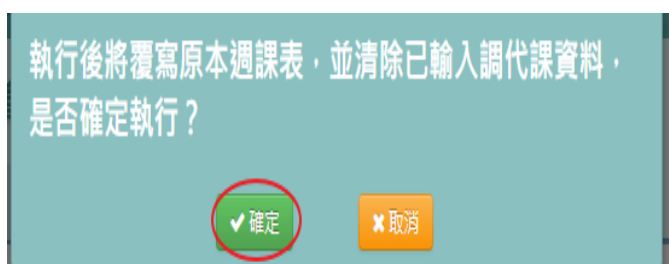 執行後將覆寫原本週課表，並清除已輸入調代課資料，
是否確定執行？
✔確定 ✖取消